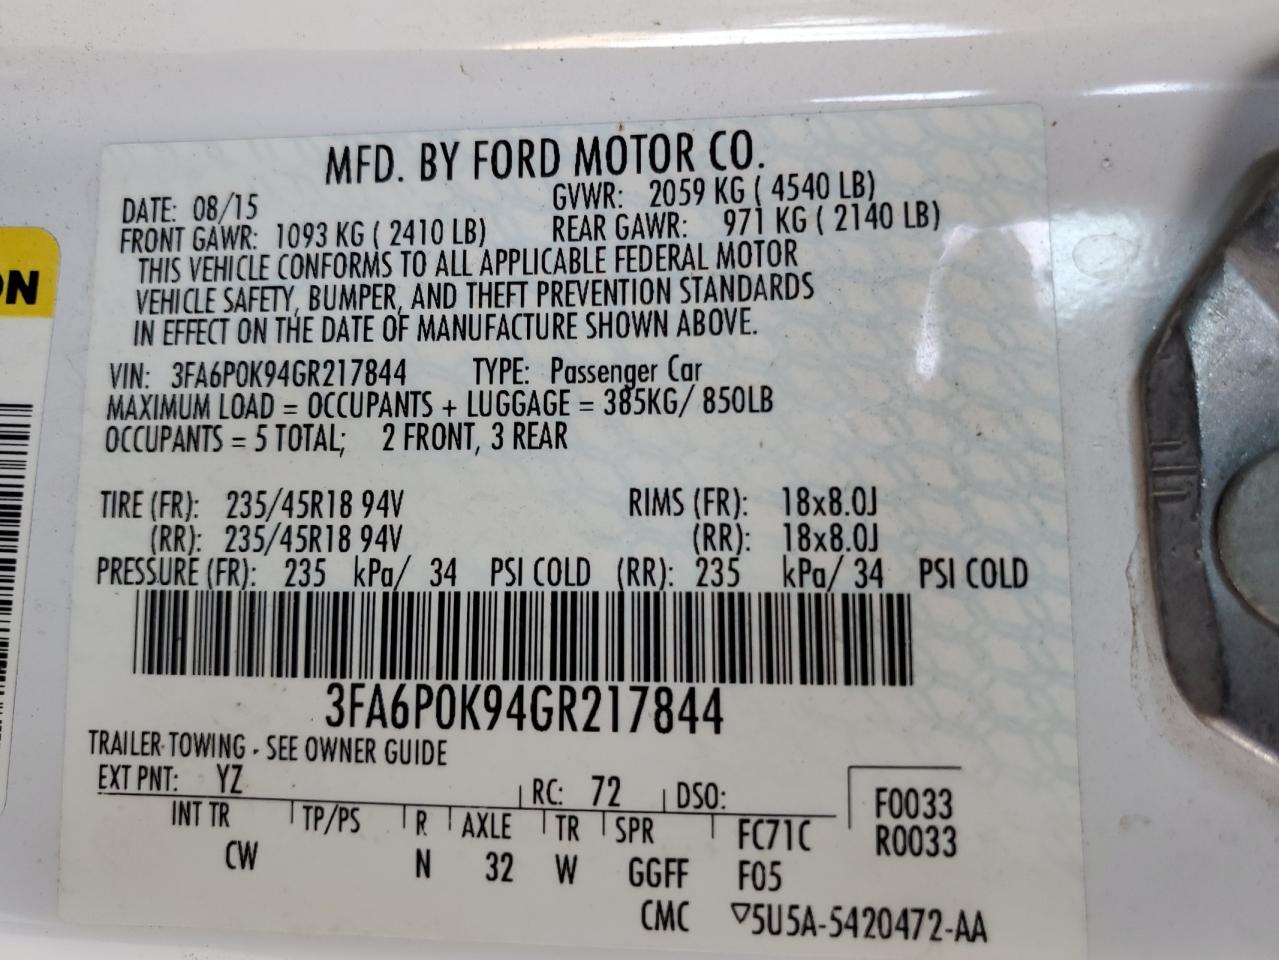 MFD. BY FORD MOTOR CO.
DATE: 08/15 GVWR: 2059 KG ( 4540 LB)
FRONT GAWR: 1093 KG ( 2410 LB) REAR GAWR: 971 KG ( 2140 LB)
THIS VEHICLE CONFORMS TO ALL APPLICABLE FEDERAL MOTOR
VEHICLE SAFETY, BUMPER, AND THEFT PREVENTION STANDARDS
IN EFFECT ON THE DATE OF MANUFACTURE SHOWN ABOVE.
VIN: 3FA6P0K94GR217844 TYPE: Passenger Car
MAXIMUM LOAD = OCCUPANTS + LUGGAGE = 385KG/ 850LB
OCCUPANTS = 5 TOTAL; 2 FRONT, 3 REAR
TIRE (FR): 235/45R18 94V RIMS (FR): 18x8.0J
(RR): 235/45R18 94V (RR): 18x8.0J
PRESSURE (FR): 235 kPa/ 34 PSI COLD (RR): 235 kPa/ 34 PSI COLD
3FA6P0K94GR217844
TRAILER TOWING - SEE OWNER GUIDE
EXT PNT: YZ RC: 72 DSO: F0033
INT TR TP/PS R AXLE TR SPR FC71C R0033
CW N 32 W GGFF F05
CMC ▽5U5A-5420472-AA
ON